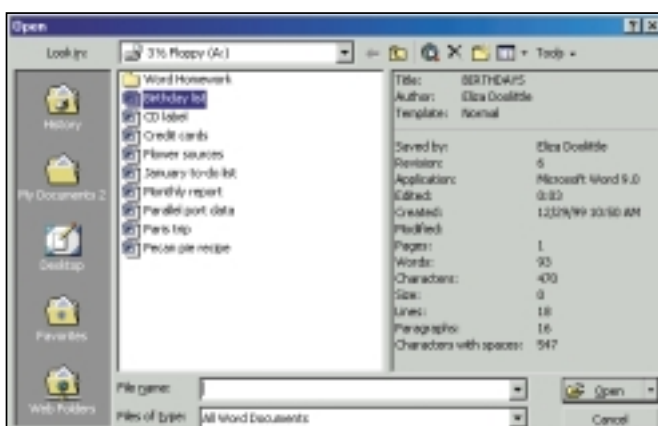 Open
Look in: 3½ Floppy (A:) Tools
History
My Documents 2
Desktop
Favorites
Web Folders
Word Homework
Birthday list
CD label
Credit cards
Flower sources
January to-do list
Monthly report
Parallel port data
Paris trip
Pecan pie recipe
Title: BIRTHDAYS
Author: Eliza Doolittle
Template: Normal
Saved by: Eliza Doolittle
Revision: 6
Application: Microsoft Word 9.0
Edited: 0:03
Created: 12/29/99 10:50 AM
Modified:
Pages: 1
Words: 93
Characters: 470
Size: 0
Lines: 18
Paragraphs: 16
Characters with spaces: 547
File name: Open
Files of type: All Word Documents Cancel